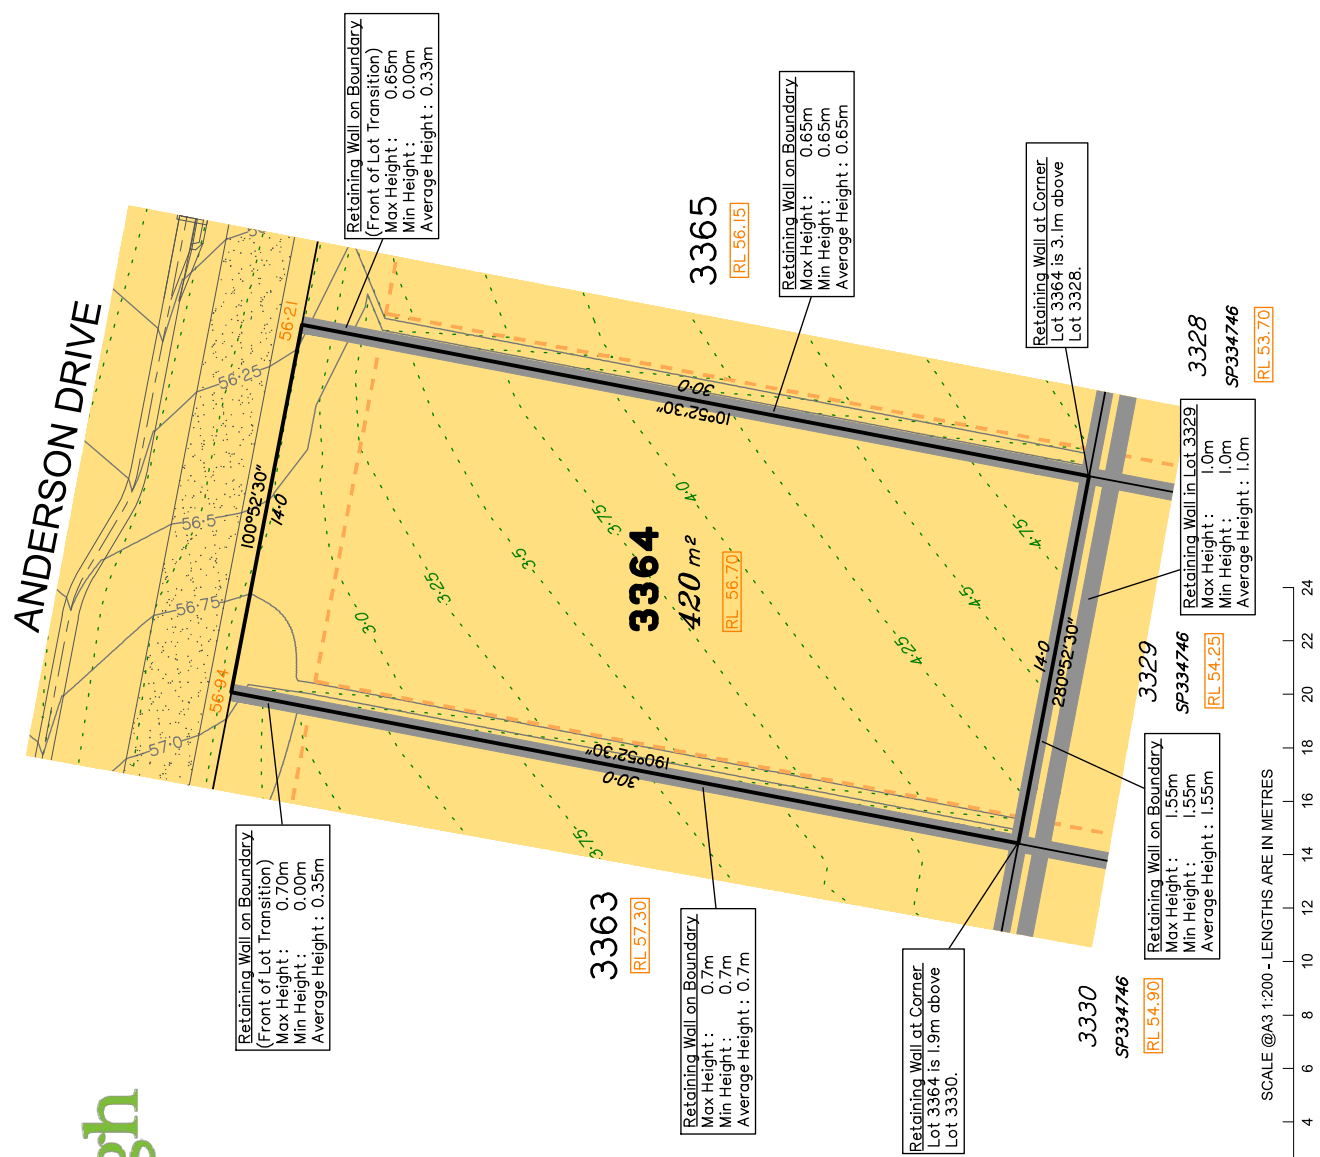 ANDERSON DRIVE
Retaining Wall on Boundary
(Front of Lot Transition)
Max Height : 0.65m
Min Height : 0.00m
Average Height : 0.33m
3365
RL 56.15
Retaining Wall on Boundary
Max Height : 0.65m
Min Height : 0.65m
Average Height : 0.65m
Retaining Wall at Corner
Lot 3364 is 3.1m above
Lot 3328.
3328
SP334746
RL 53.70
56·21
56·25
56·5
56·75
56·94
57·0
100°52'30"
14·0
30·0
10°52'30"
3·0
3·25
3·5
3·75
4·0
4·25
4·5
4·75
3364
420 m²
RL 56.70
190°52'30"
30·0
14·0
280°52'30"
3·75
Retaining Wall in Lot 3329
Max Height : 1.0m
Min Height : 1.0m
Average Height : 1.0m
3329
SP334746
RL 54.25
Retaining Wall on Boundary
Max Height : 1.55m
Min Height : 1.55m
Average Height : 1.55m
Retaining Wall on Boundary
(Front of Lot Transition)
Max Height : 0.70m
Min Height : 0.00m
Average Height : 0.35m
3363
RL 57.30
Retaining Wall on Boundary
Max Height : 0.7m
Min Height : 0.7m
Average Height : 0.7m
Retaining Wall at Corner
Lot 3364 is 1.9m above
Lot 3330.
3330
SP334746
RL 54.90
SCALE @A3 1:200 - LENGTHS ARE IN METRES
4 6 8 10 12 14 16 18 20 22 24
gh